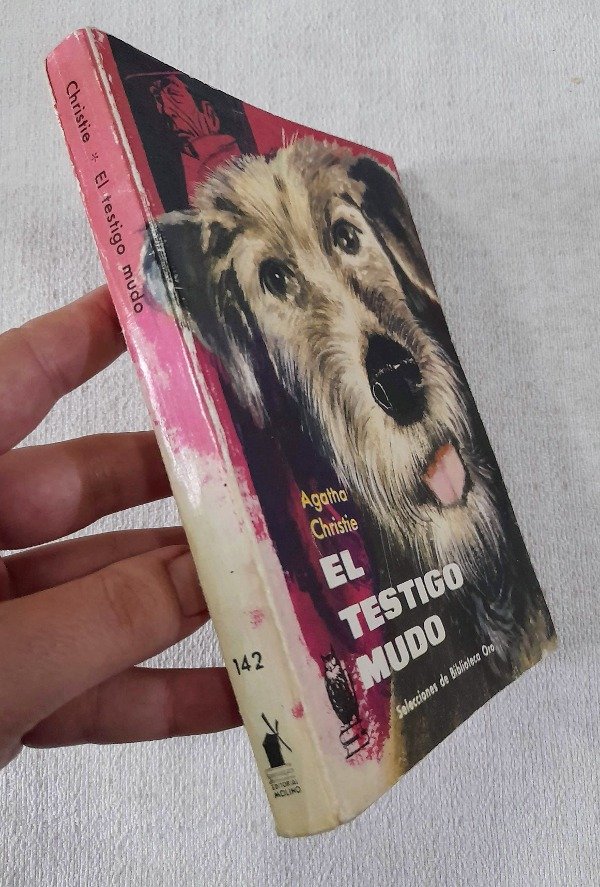 Christie * El testigo mudo
142
EDITORIAL
MOLINO
Agatha
Christie
EL
TESTIGO
MUDO
Selecciones de Biblioteca Oro